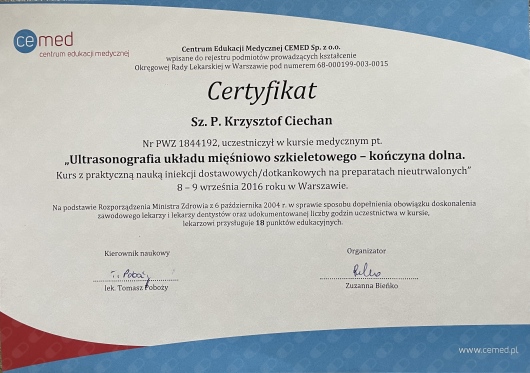 cemed
centrum edukacji medycznej
Centrum Edukacji Medycznej CEMED Sp. z o.o.
wpisane do rejestru podmiotów prowadzących kształcenie
Okręgowej Rady Lekarskiej w Warszawie pod numerem 68-000199-003-0015
Certyfikat
Sz. P. Krzysztof Ciechan
Nr PWZ 1844192, uczestniczył w kursie medycznym pt.
„Ultrasonografia układu mięśniowo szkieletowego – kończyna dolna.
Kurs z praktyczną nauką iniekcji dostawowych/dotkankowych na preparatach nieutrwalonych"
8 – 9 września 2016 roku w Warszawie.
Na podstawie Rozporządzenia Ministra Zdrowia z 6 października 2004 r. w sprawie sposobu dopełnienia obowiązku doskonalenia
zawodowego lekarzy i lekarzy dentystów oraz udokumentowanej liczby godzin uczestnictwa w kursie,
lekarzowi przysługuje 18 punktów edukacyjnych.
Kierownik naukowy
Organizator
T. Poboży
lek. Tomasz Poboży
Zuzanna Bieńko
www.cemed.pl